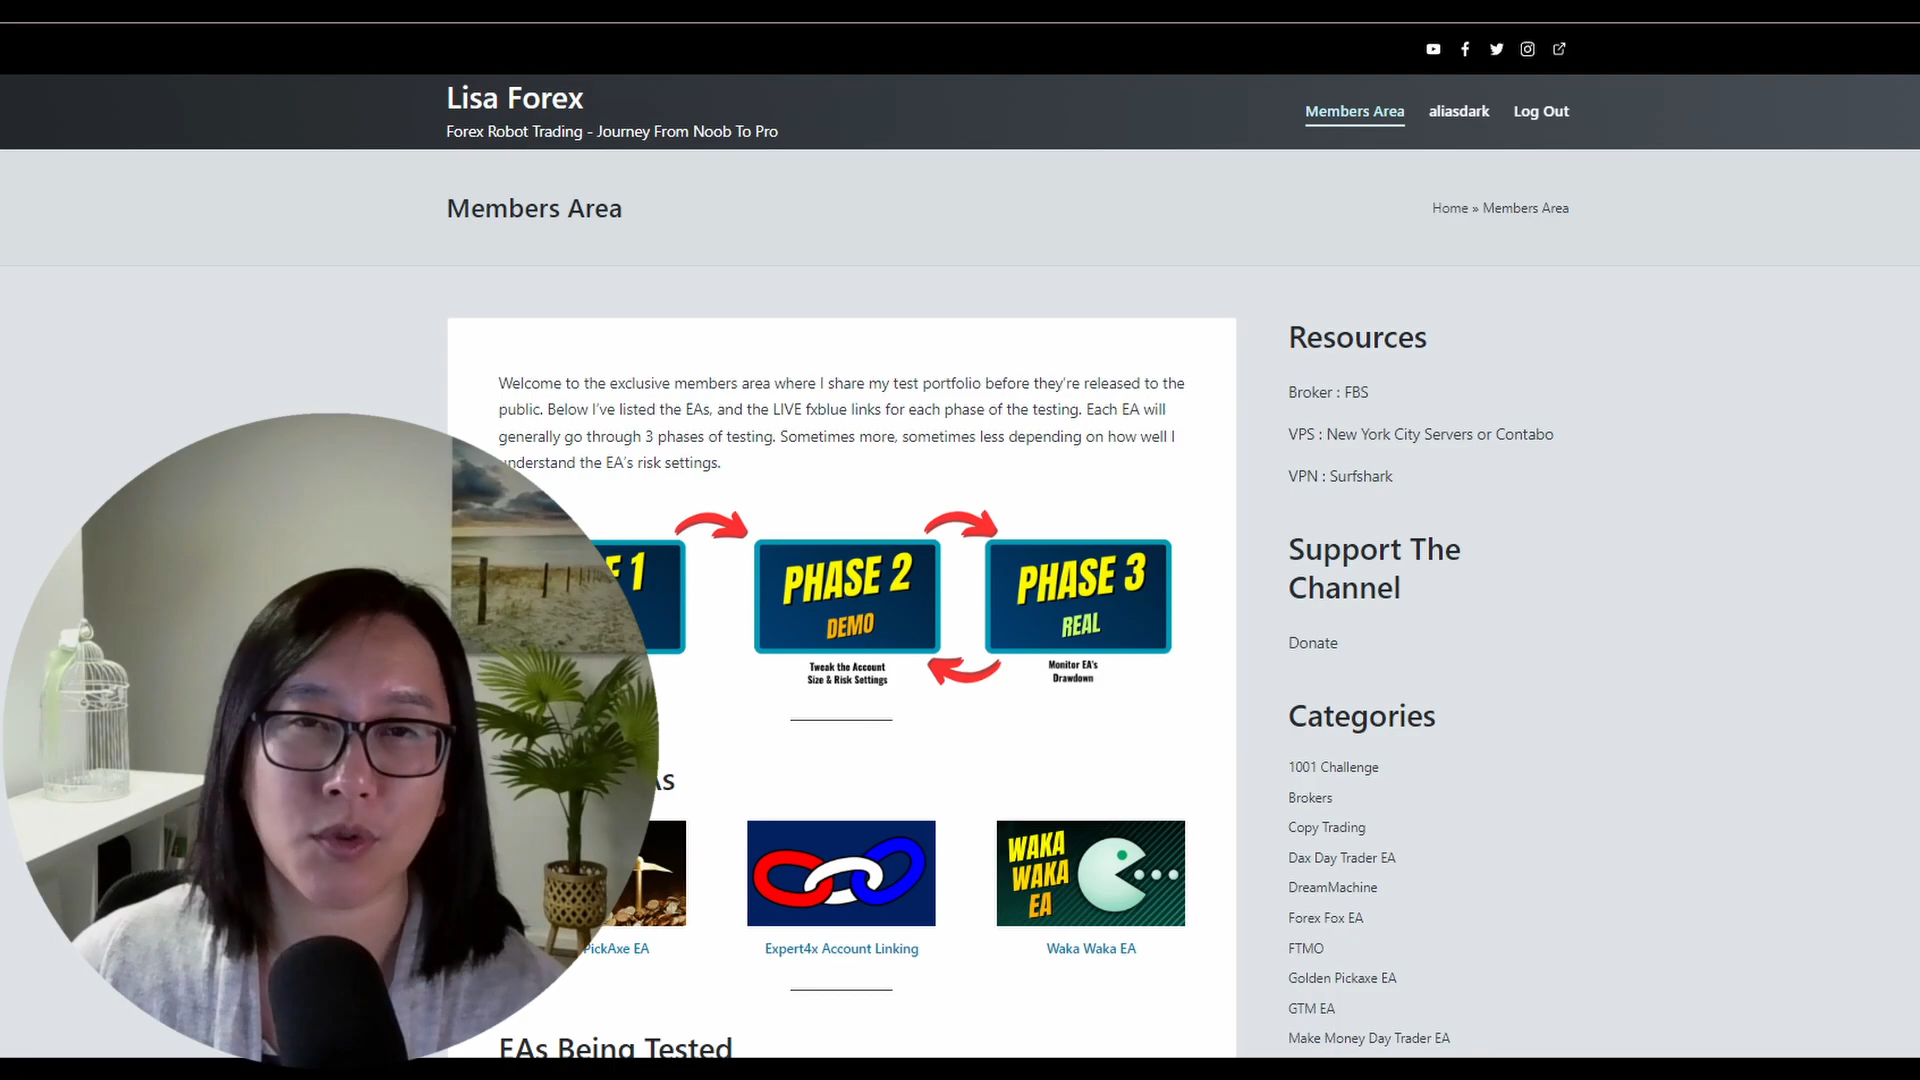 Lisa Forex
Forex Robot Trading - Journey From Noob To Pro
Members Area
aliasdark
Log Out
Members Area
Home » Members Area
Welcome to the exclusive members area where I share my test portfolio before they're released to the
public. Below I've listed the EAs, and the LIVE fxblue links for each phase of the testing. Each EA will
generally go through 3 phases of testing. Sometimes more, sometimes less depending on how well I
understand the EA's risk settings.
1
PHASE 2
DEMO
Tweak the Account
Size & Risk Settings
PHASE 3
REAL
Monitor EA's
Drawdown
PickAxe EA
Expert4x Account Linking
WAKA
WAKA
EA
Waka Waka EA
EAs Being Tested
Resources
Broker : FBS
VPS : New York City Servers or Contabo
VPN : Surfshark
Support The
Channel
Donate
Categories
1001 Challenge
Brokers
Copy Trading
Dax Day Trader EA
DreamMachine
Forex Fox EA
FTMO
Golden Pickaxe EA
GTM EA
Make Money Day Trader EA